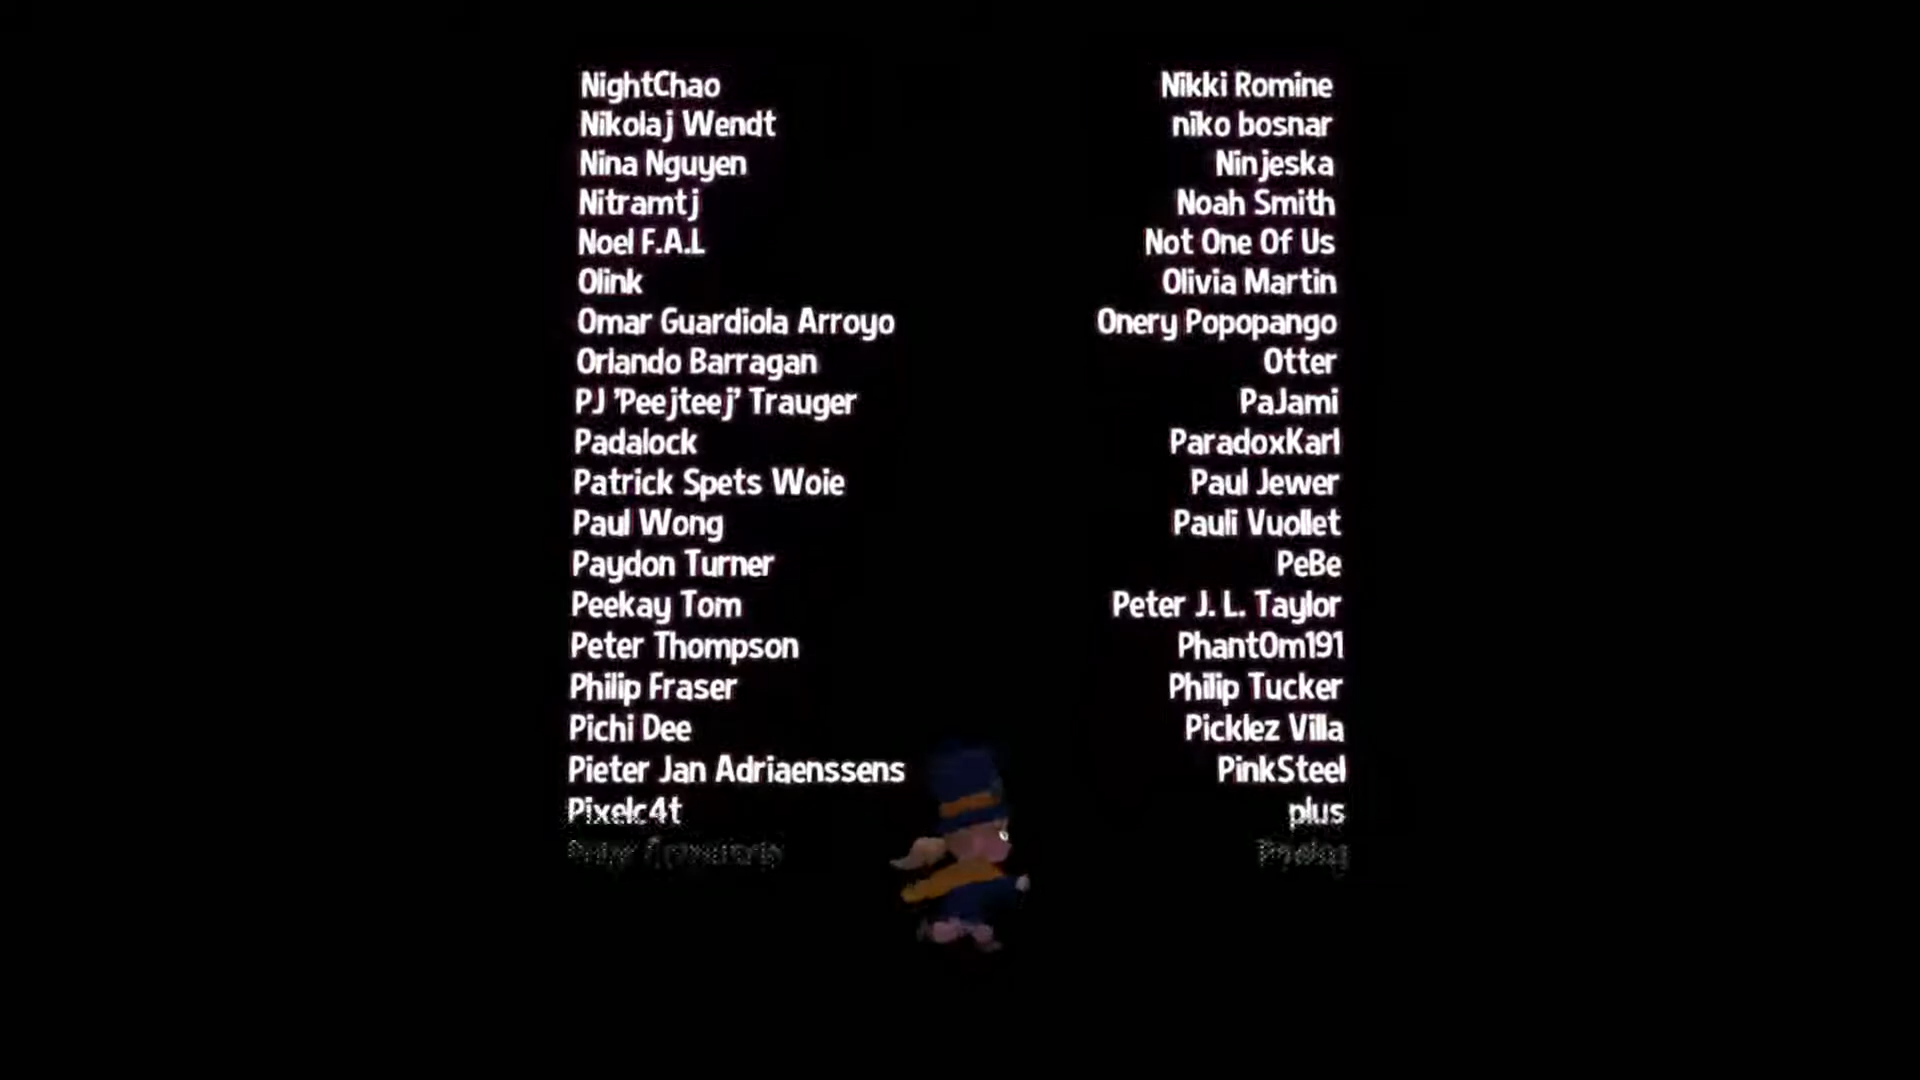 NightChao Nikki Romine
Nikolaj Wendt niko bosnar
Nina Nguyen Ninjeska
Nitramtj Noah Smith
Noel F.A.L Not One Of Us
Olink Olivia Martin
Omar Guardiola Arroyo Onery Popopango
Orlando Barragan Otter
PJ 'Peejteej' Trauger PaJami
Padalock ParadoxKarl
Patrick Spets Woie Paul Jewer
Paul Wong Pauli Vuollet
Paydon Turner PeBe
Peekay Tom Peter J. L. Taylor
Peter Thompson Phant0m191
Philip Fraser Philip Tucker
Pichi Dee Picklez Villa
Pieter Jan Adriaenssens PinkSteel
Pixelc4t plus